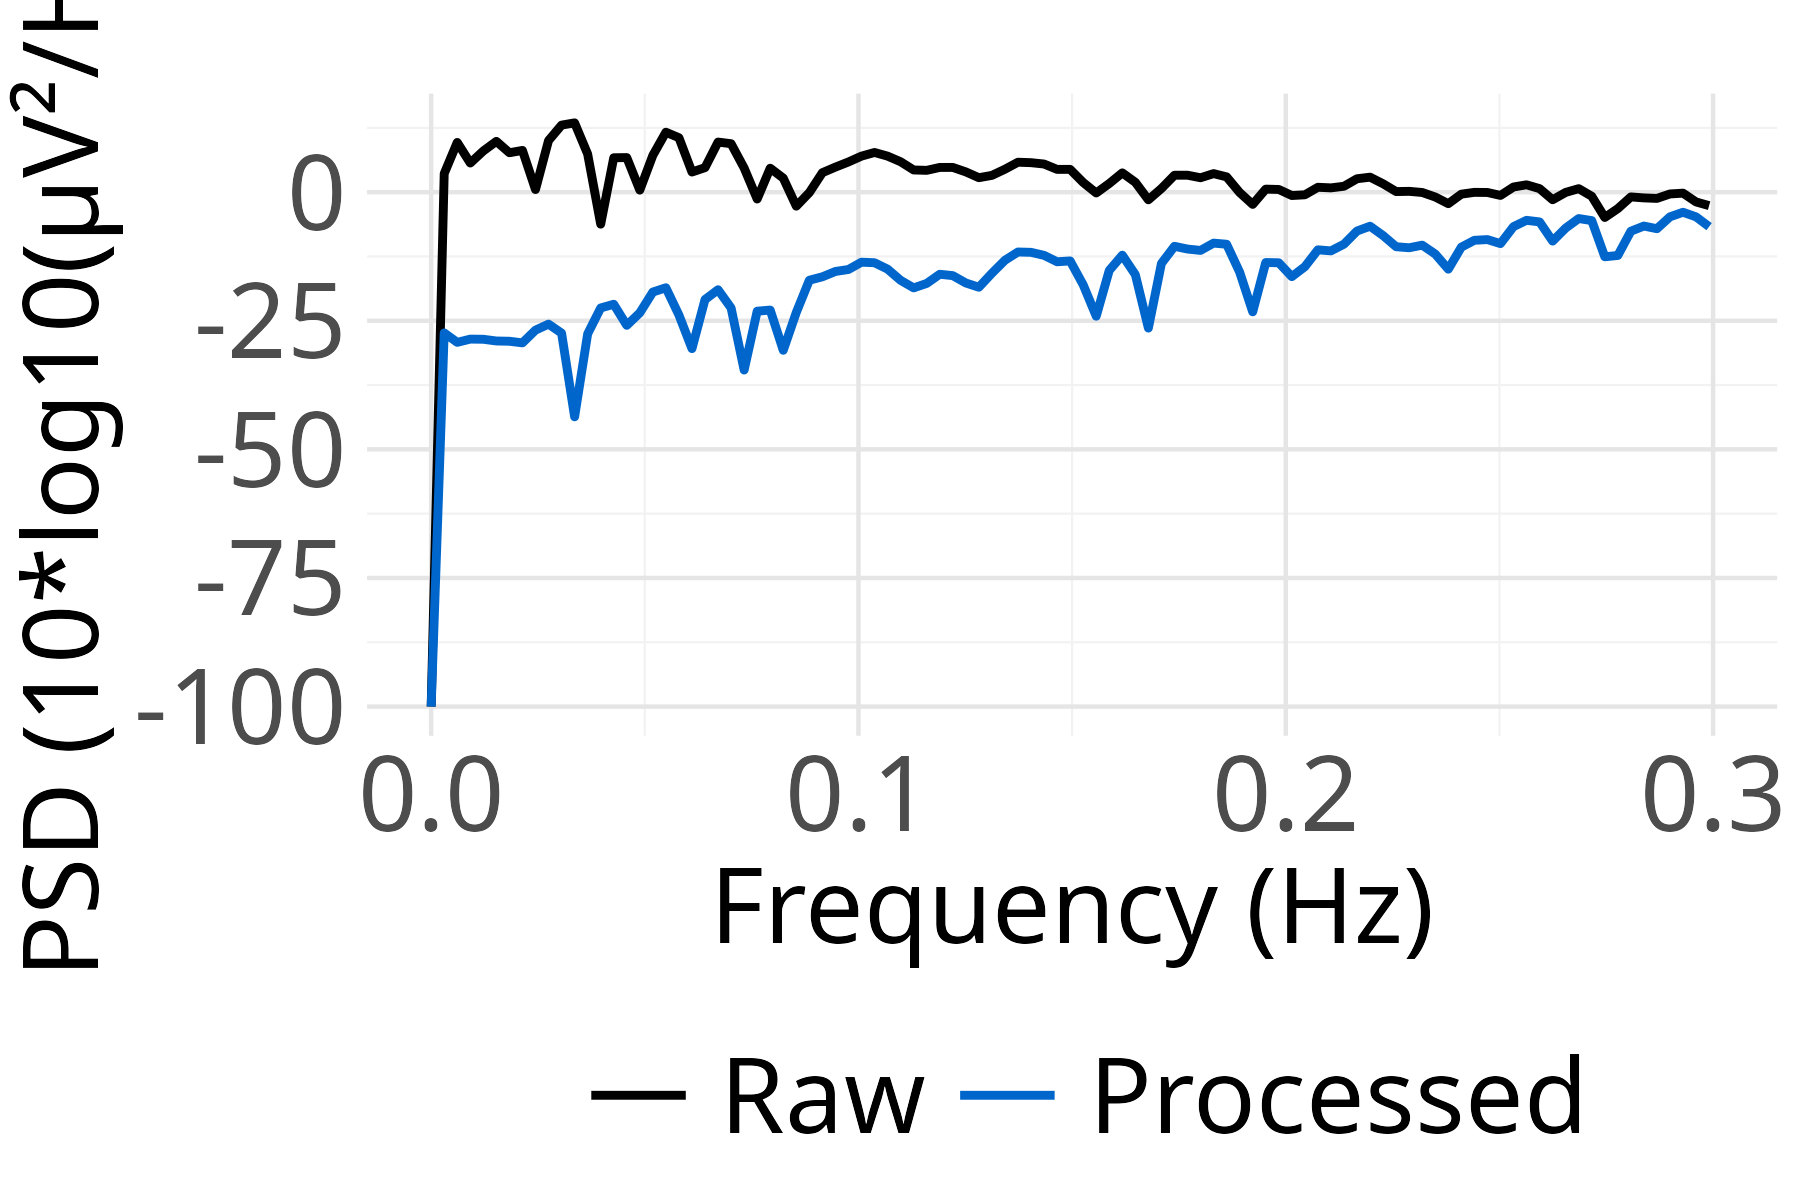 PSD (10*log10(µV²/H
0
-25
-50
-75
-100
0.0 0.1 0.2 0.3
Frequency (Hz)
Raw Processed